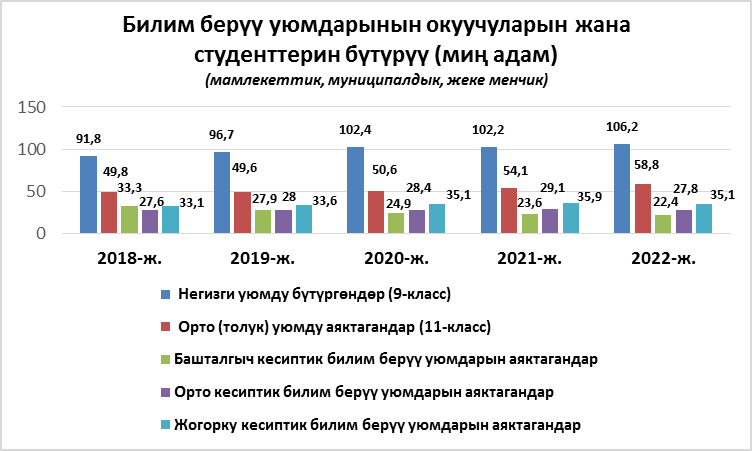 Билим берүү уюмдарынын окуучуларын жана
студенттерин бүтүрүү (миң адам)
(мамлекеттик, муниципалдык, жеке менчик)
150
100
50
0
91,8
49,8
33,3
27,6
33,1
96,7
49,6
27,9
28
33,6
102,4
50,6
24,9
28,4
35,1
102,2
54,1
23,6
29,1
35,9
106,2
58,8
22,4
27,8
35,1
2018-ж.
2019-ж.
2020-ж.
2021-ж.
2022-ж.
Негизги уюмду бүтүргөндөр (9-класс)
Орто (толук) уюмду аяктагандар (11-класс)
Башталгыч кесиптик билим берүү уюмдарын аяктагандар
Орто кесиптик билим берүү уюмдарын аяктагандар
Жогорку кесиптик билим берүү уюмдарын аяктагандар